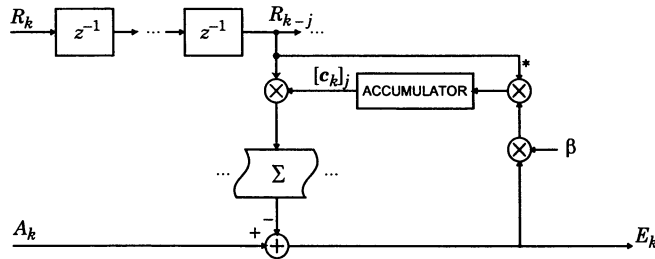 R_k
z⁻¹
...
z⁻¹
R_{k-j}
...
*
[c_k]_j
ACCUMULATOR
β
...
Σ
...
A_k
+
−
+
E_k